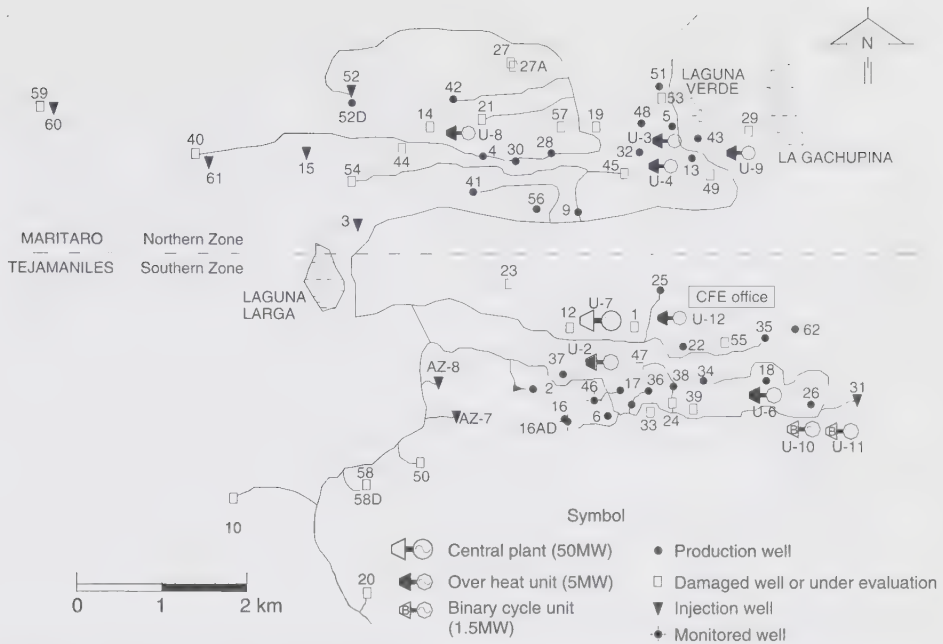 27
N
52
27A
51
LAGUNA
VERDE
42
59
53
52D
21
14
57
19
48
5
29
60
U-8
U-3
43
40
28
32
U-9
LA GACHUPINA
4
30
15
44
45
U-4
13
61
54
49
41
56
9
3
MARITARO
Northern Zone
TEJAMANILES
Southern Zone
23
25
LAGUNA
LARGA
U-7
CFE office
12
1
U-12
35
62
U-2
22
55
37
47
AZ-8
34
18
38
36
2
46
17
26
31
AZ-7
16
6
39
U-6
16AD
33
24
U-10
U-11
58
50
58D
10
Symbol
Central plant (50MW)
Production well
Over heat unit (5MW)
Damaged well or under evaluation
20
Binary cycle unit
(1.5MW)
Injection well
Monitored well
0
1
2 km
B
B
B